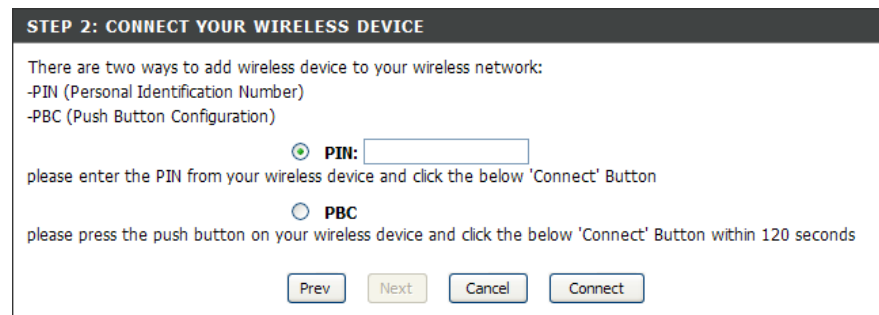 STEP 2: CONNECT YOUR WIRELESS DEVICE
There are two ways to add wireless device to your wireless network:
-PIN (Personal Identification Number)
-PBC (Push Button Configuration)
PIN:
please enter the PIN from your wireless device and click the below 'Connect' Button
PBC
please press the push button on your wireless device and click the below 'Connect' Button within 120 seconds
Prev Next Cancel Connect